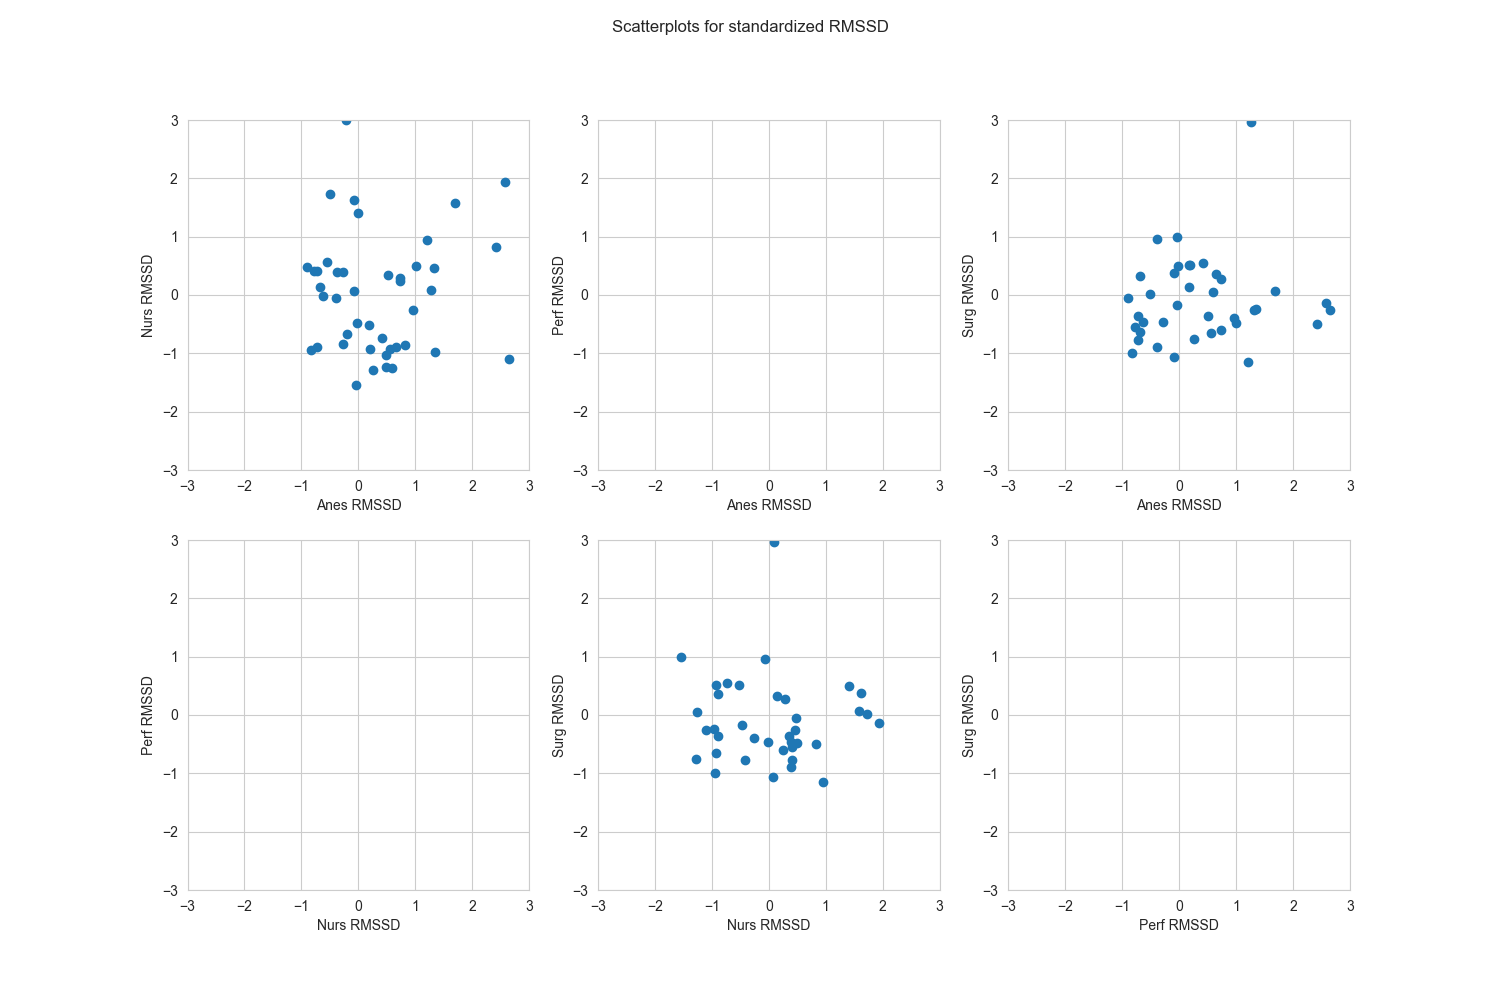 Scatterplots for standardized RMSSD
3 3 3
2 2 2
1 1 1
0 0 0
−1 −1 −1
−2 −2 −2
−3 −3 −3
Nurs RMSSD Perf RMSSD Surg RMSSD
−3 −2 −1 0 1 2 3 −3 −2 −1 0 1 2 3 −3 −2 −1 0 1 2 3
Anes RMSSD Anes RMSSD Anes RMSSD
3 3 3
2 2 2
1 1 1
0 0 0
−1 −1 −1
−2 −2 −2
−3 −3 −3
Perf RMSSD Surg RMSSD Surg RMSSD
−3 −2 −1 0 1 2 3 −3 −2 −1 0 1 2 3 −3 −2 −1 0 1 2 3
Nurs RMSSD Nurs RMSSD Perf RMSSD